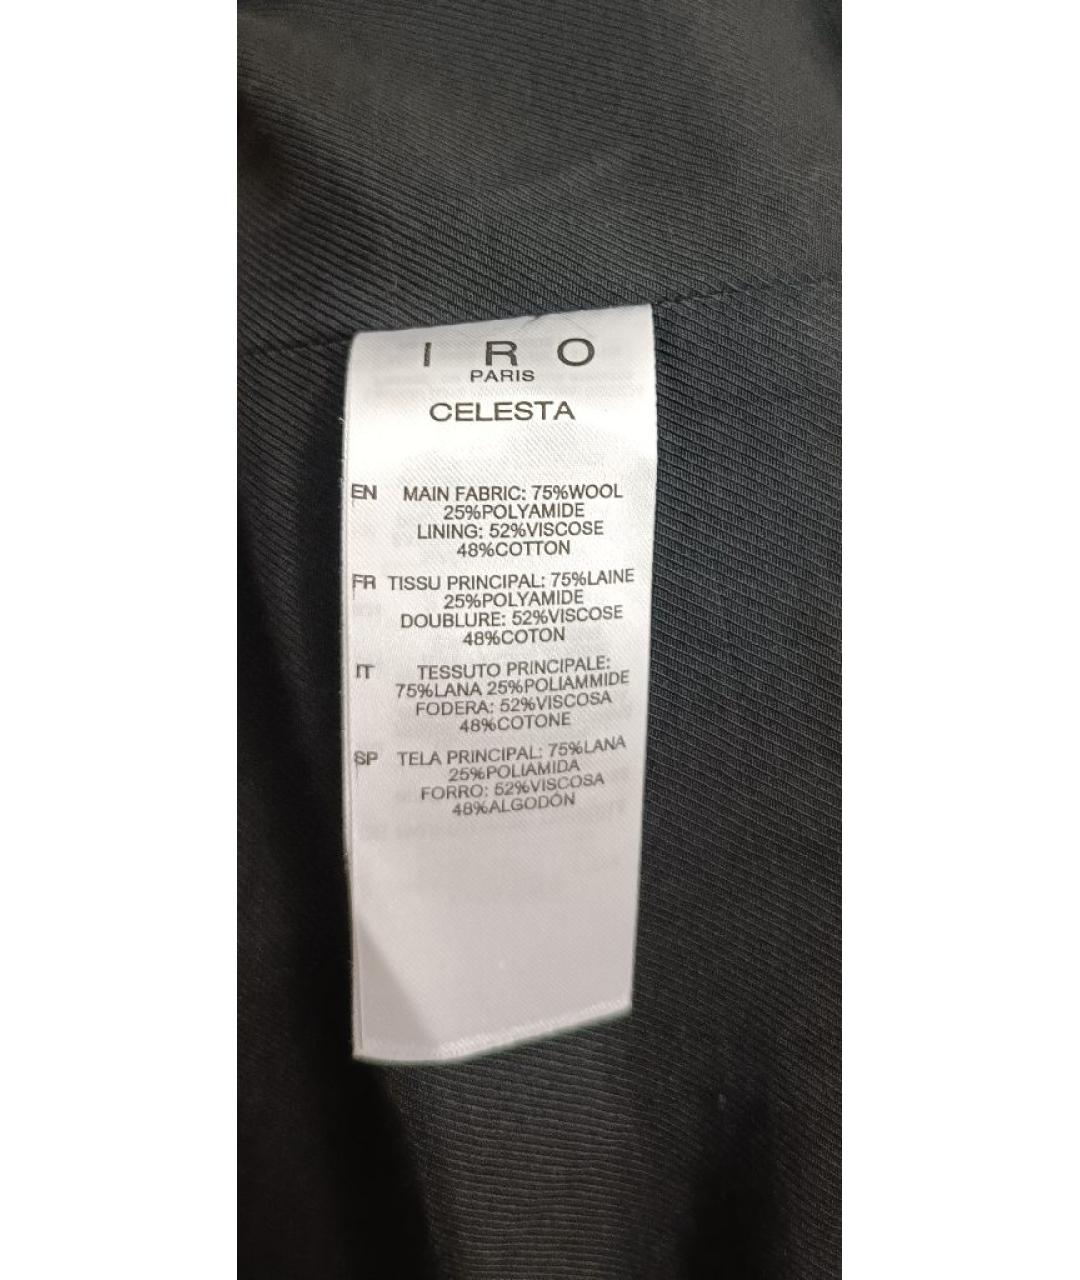 I R O
PARIS
CELESTA
EN MAIN FABRIC: 75%WOOL
25%POLYAMIDE
LINING: 52%VISCOSE
48%COTTON
FR TISSU PRINCIPAL: 75%LAINE
25%POLYAMIDE
DOUBLURE: 52%VISCOSE
48%COTON
IT TESSUTO PRINCIPALE:
75%LANA 25%POLIAMMIDE
FODERA: 52%VISCOSA
48%COTONE
SP TELA PRINCIPAL: 75%LANA
25%POLIAMIDA
FORRO: 52%VISCOSA
48%ALGODÓN